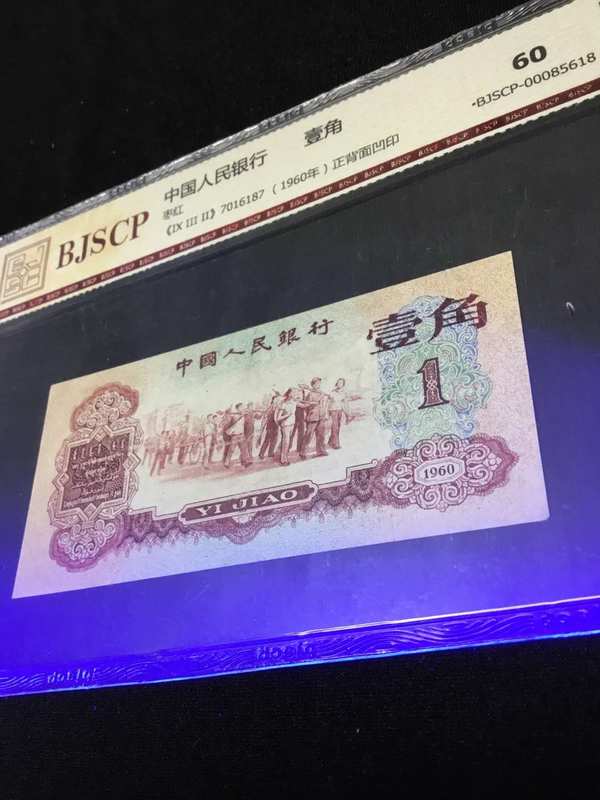 60
·BJSCP-00085618
BJSCP
中国人民银行 壹角
枣红
《IX III II》7016187 (1960年) 正背面凹印
中國人民銀行
壹角
1
1960
YI JIAO